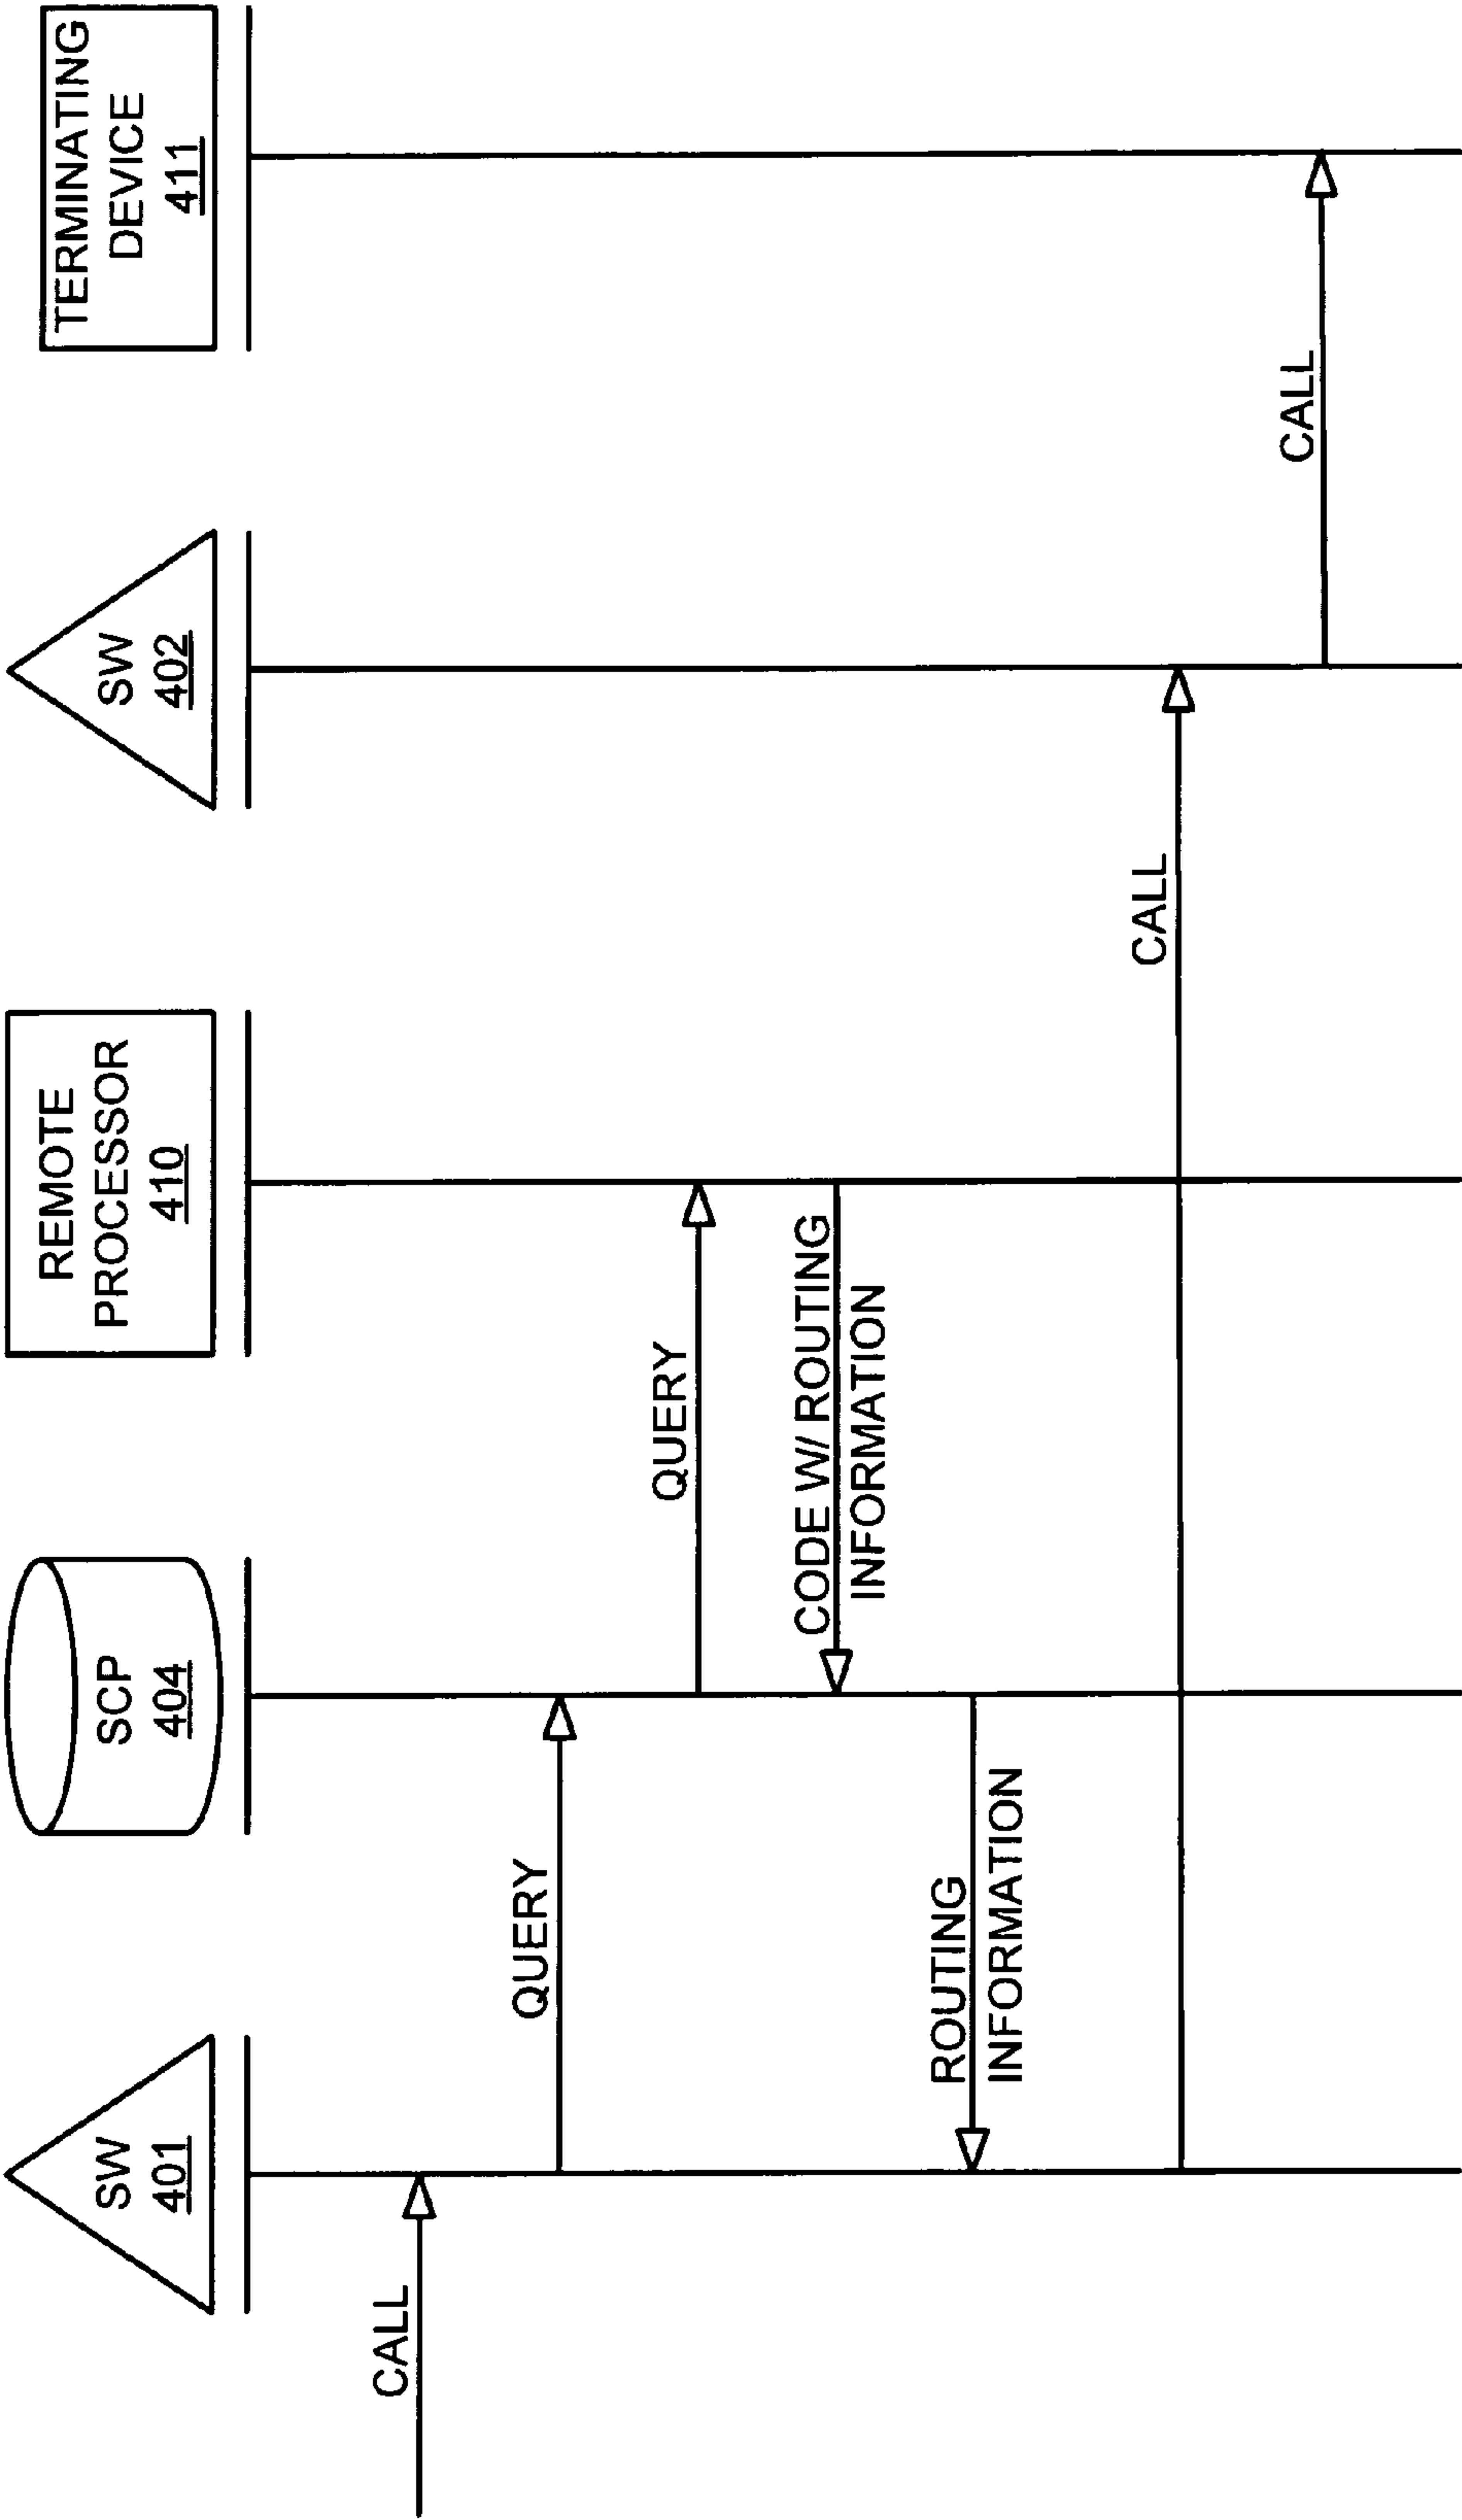 SW
401
SCP
404
REMOTE
PROCESSOR
410
SW
402
TERMINATING
DEVICE
411
CALL
QUERY
QUERY
CODE W/ ROUTING
INFORMATION
ROUTING
INFORMATION
CALL
CALL